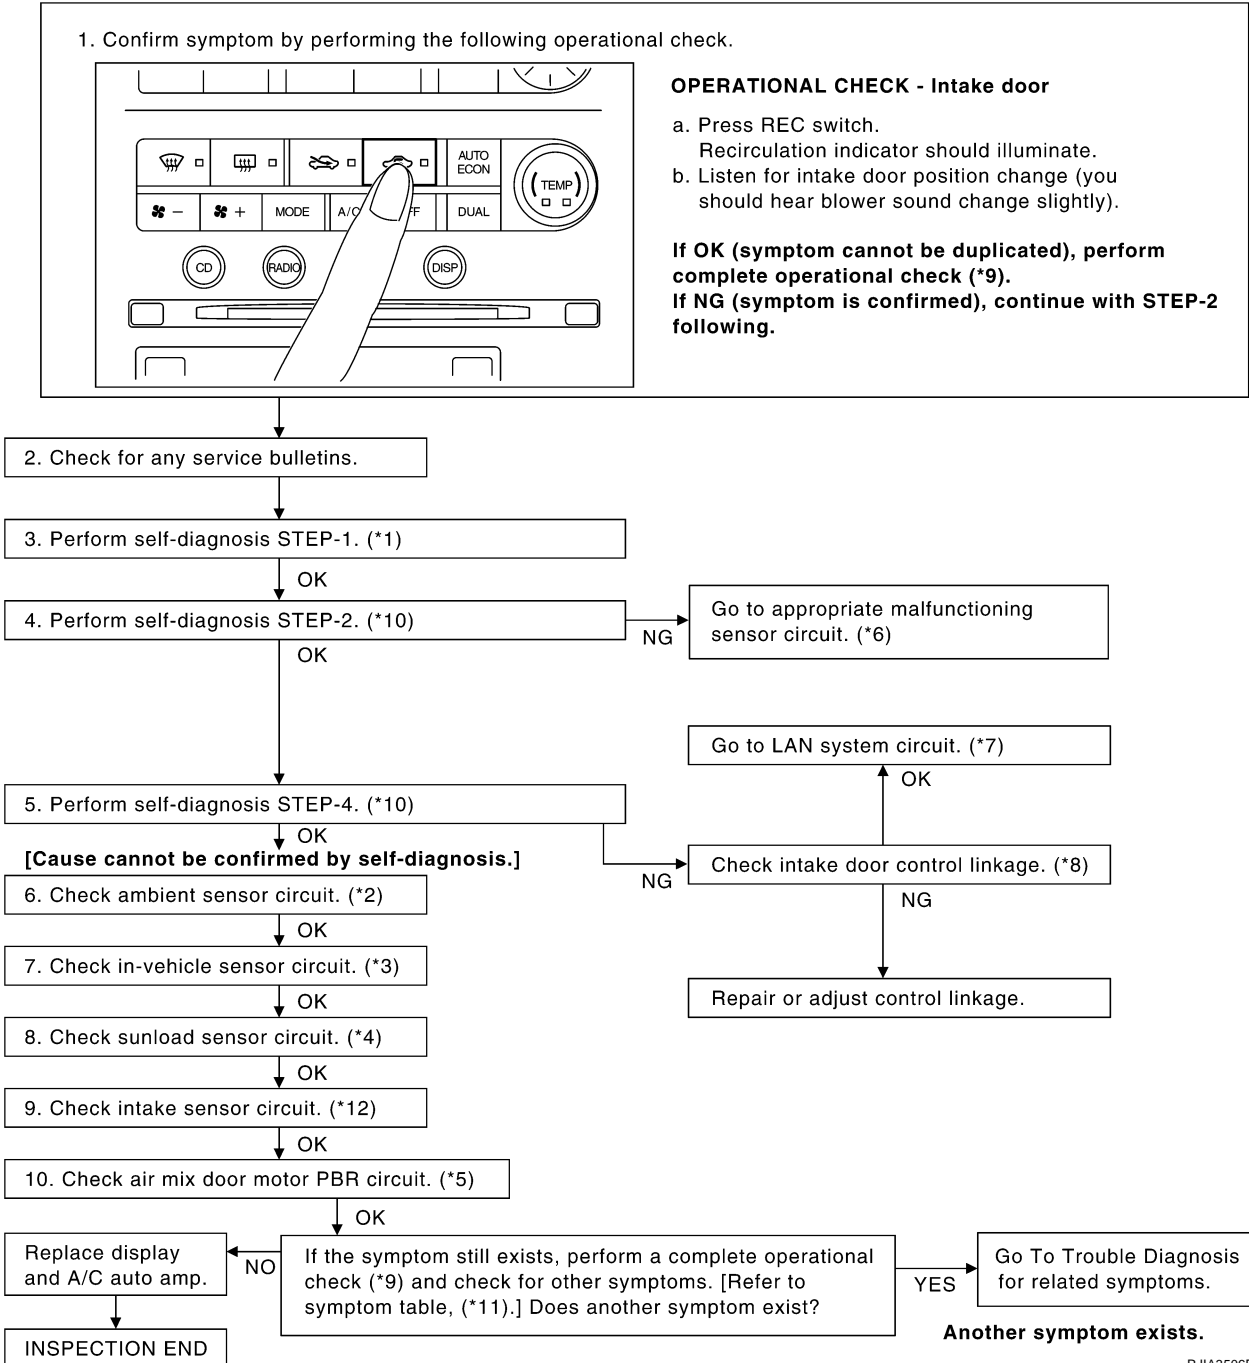 1. Confirm symptom by performing the following operational check.
AUTO
ECON
TEMP
−
+
MODE
A/C
FF
DUAL
CD
RADIO
DISP
OPERATIONAL CHECK - Intake door
a. Press REC switch.
Recirculation indicator should illuminate.
b. Listen for intake door position change (you
should hear blower sound change slightly).
If OK (symptom cannot be duplicated), perform
complete operational check (*9).
If NG (symptom is confirmed), continue with STEP-2
following.
2. Check for any service bulletins.
3. Perform self-diagnosis STEP-1. (*1)
OK
4. Perform self-diagnosis STEP-2. (*10)
NG
Go to appropriate malfunctioning
sensor circuit. (*6)
OK
Go to LAN system circuit. (*7)
OK
5. Perform self-diagnosis STEP-4. (*10)
OK
[Cause cannot be confirmed by self-diagnosis.]
NG
Check intake door control linkage. (*8)
NG
Repair or adjust control linkage.
6. Check ambient sensor circuit. (*2)
OK
7. Check in-vehicle sensor circuit. (*3)
OK
8. Check sunload sensor circuit. (*4)
OK
9. Check intake sensor circuit. (*12)
OK
10. Check air mix door motor PBR circuit. (*5)
OK
If the symptom still exists, perform a complete operational
check (*9) and check for other symptoms. [Refer to
symptom table, (*11).] Does another symptom exist?
NO
Replace display
and A/C auto amp.
INSPECTION END
YES
Go To Trouble Diagnosis
for related symptoms.
Another symptom exists.